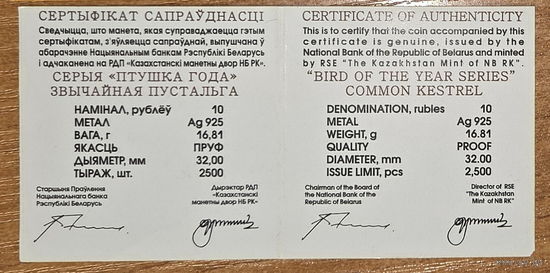 СЕРТЫФІКАТ САПРАЎДНАСЦІ
Сведчыцца, што манета, якая суправаджаецца гэтым
сертыфікатам, з'яўляецца сапраўднай, выпушчана ў
абарачэнне Нацыянальным банкам Рэспублікі Беларусь
і адчаканена на РДП «Казахстанскі манетны двор НБ РК».
СЕРЫЯ «ПТУШКА ГОДА»
ЗВЫЧАЙНАЯ ПУСТАЛЬГА
НАМІНАЛ, рублёў 10
МЕТАЛ Ag 925
ВАГА, г 16,81
ЯКАСЦЬ ПРУФ
ДЫЯМЕТР, мм 32,00
ТЫРАЖ, шт. 2500
Старшыня Праўлення
Нацыянальнага банка
Рэспублікі Беларусь
Дырэктар РДП
«Казахстанскі
манетны двор НБ РК»
CERTIFICATE OF AUTHENTICITY
This is to certify that the coin accompanied by this
certificate is genuine, issued by the
National Bank of the Republic of Belarus and minted
by RSE "The Kazakhstan Mint of NB RK".
"BIRD OF THE YEAR SERIES"
COMMON KESTREL
DENOMINATION, rubles 10
METAL Ag 925
WEIGHT, g 16.81
QUALITY PROOF
DIAMETER, mm 32.00
ISSUE LIMIT, pcs 2,500
Chairman of the Board of
the National Bank of the
Republic of Belarus
Director of RSE
"The Kazakhstan
Mint of NB RK"